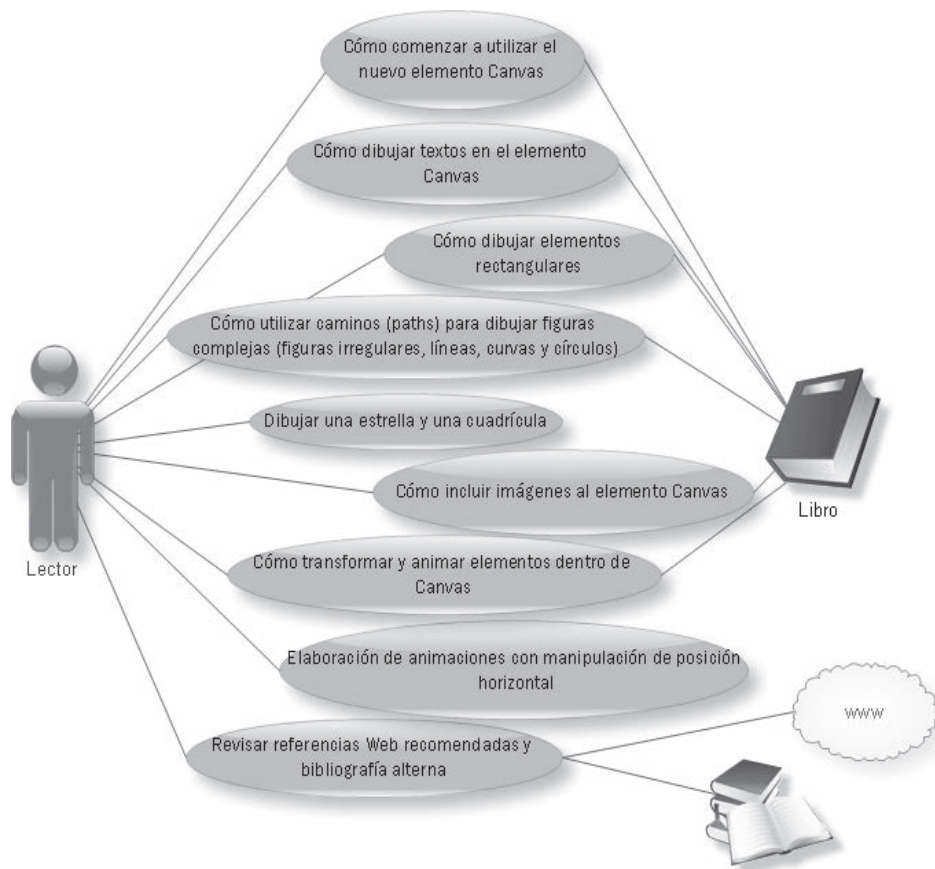 Cómo comenzar a utilizar el
nuevo elemento Canvas
Cómo dibujar textos en el elemento
Canvas
Cómo dibujar elementos
rectangulares
Cómo utilizar caminos (paths) para dibujar figuras
complejas (figuras irregulares, líneas, curvas y círculos)
Dibujar una estrella y una cuadrícula
Cómo incluir imágenes al elemento Canvas
Libro
Lector
Cómo transformar y animar elementos dentro de
Canvas
Elaboración de animaciones con manipulación de posición
horizontal
www
Revisar referencias Web recomendadas y
bibliografía alterna